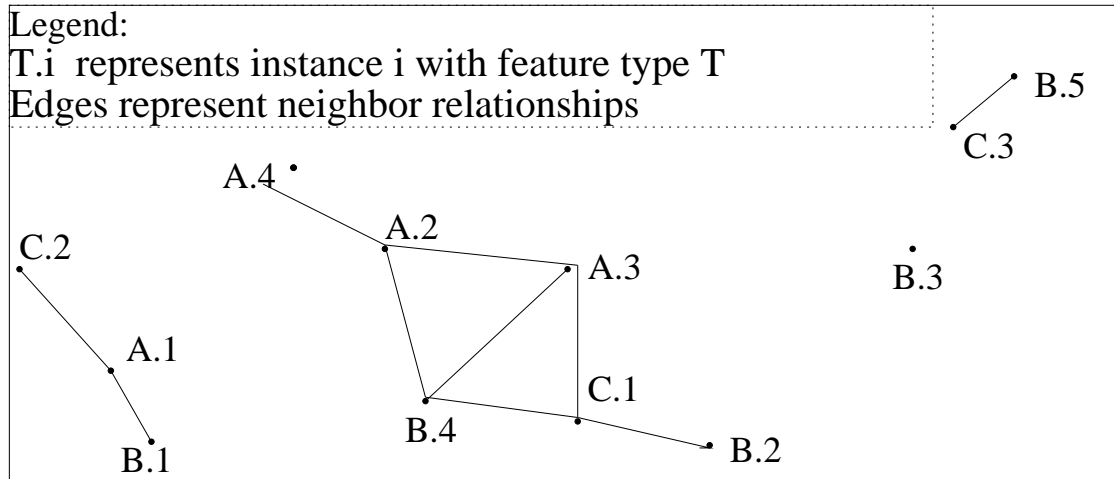 Legend:
T.i represents instance i with feature type T
Edges represent neighbor relationships
B.5
C.3
A.4
A.2
C.2
A.3
B.3
A.1
C.1
B.4
B.2
B.1